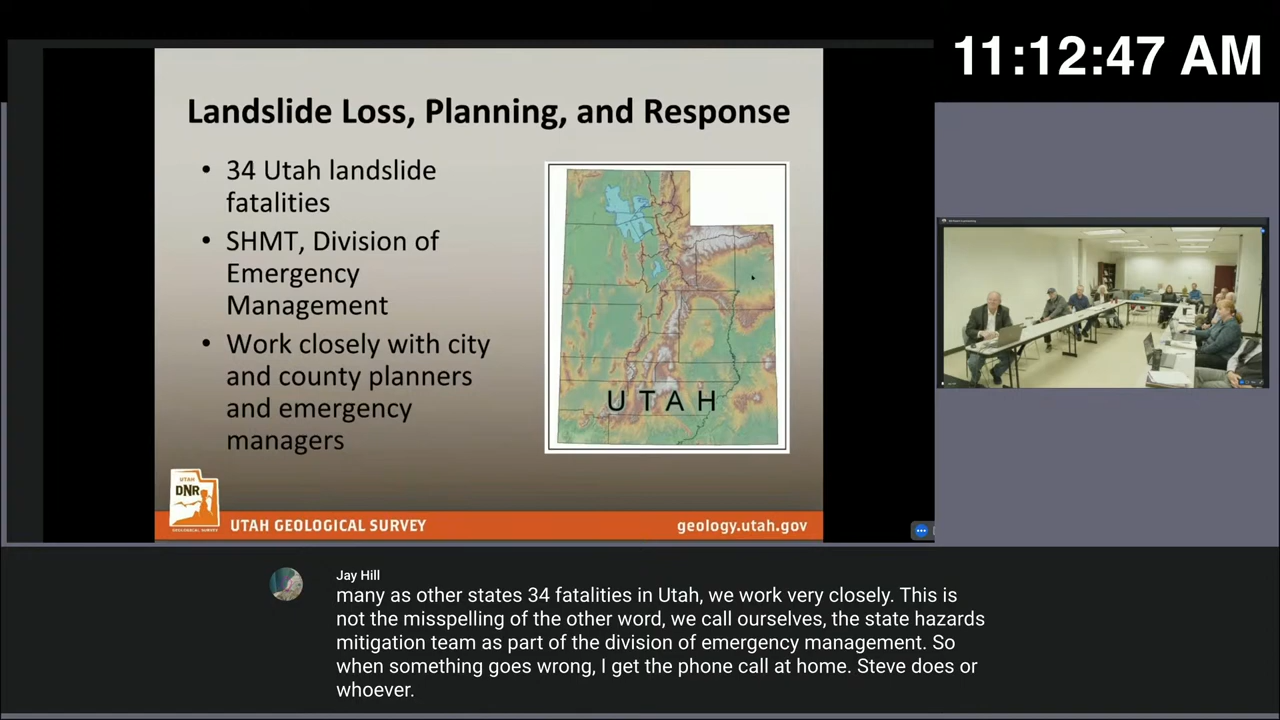 11:12:47 AM
Landslide Loss, Planning, and Response
• 34 Utah landslide
fatalities
• SHMT, Division of
Emergency
Management
• Work closely with city
and county planners
and emergency
managers
UTAH
UTAH
DNR
GEOLOGICAL SURVEY
UTAH GEOLOGICAL SURVEY
geology.utah.gov
Jay Hill
many as other states 34 fatalities in Utah, we work very closely. This is
not the misspelling of the other word, we call ourselves, the state hazards
mitigation team as part of the division of emergency management. So
when something goes wrong, I get the phone call at home. Steve does or
whoever.